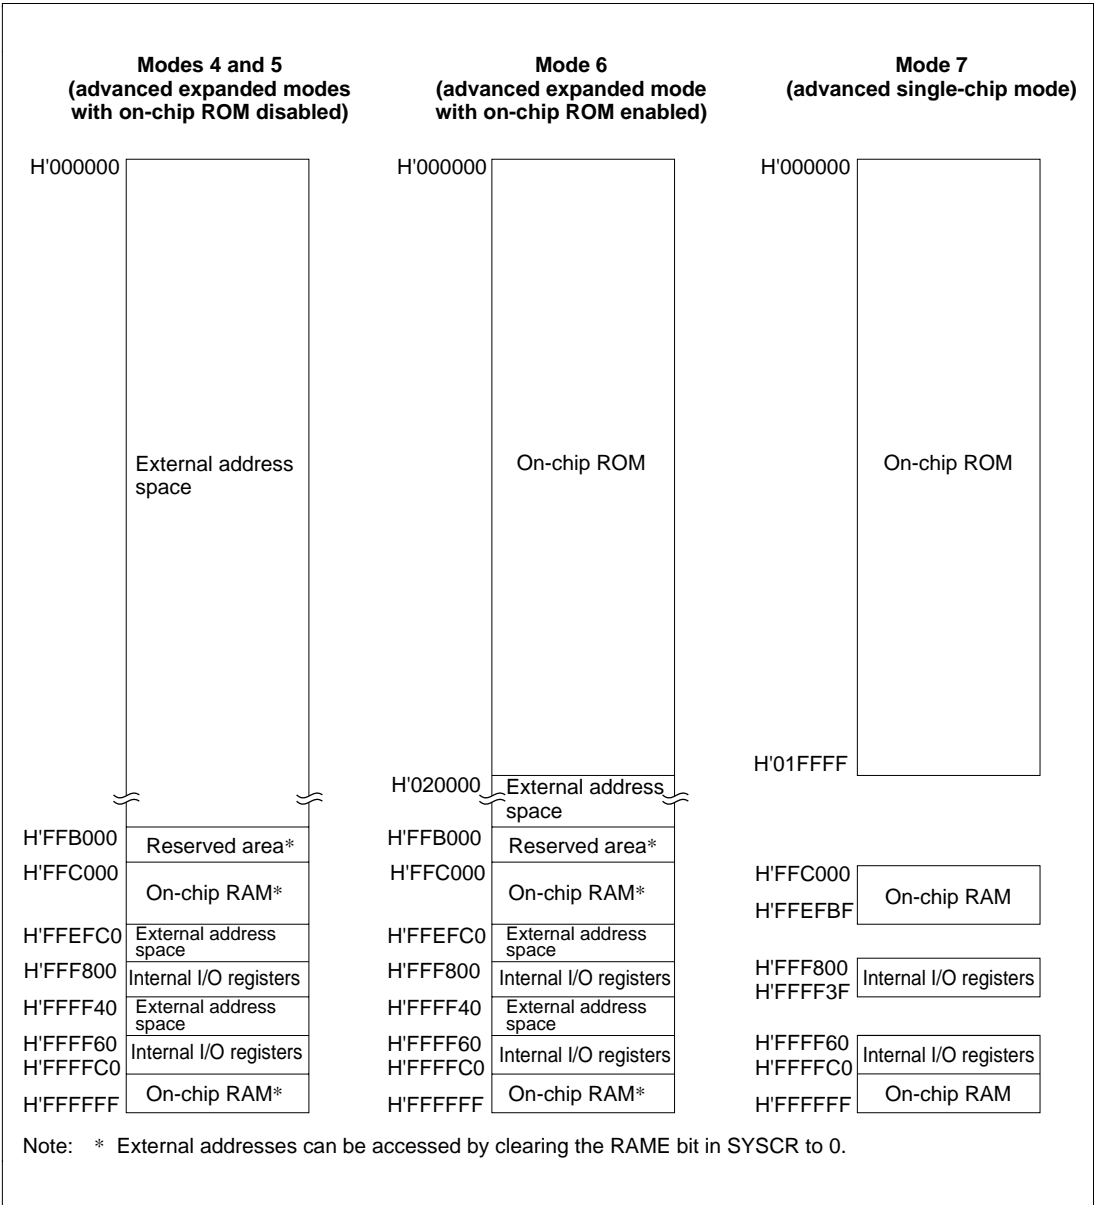 Modes 4 and 5
(advanced expanded modes
with on-chip ROM disabled)
H'000000
External address
space
H'FFB000
Reserved area*
H'FFC000
On-chip RAM*
H'FFEFC0
External address
space
H'FFF800
Internal I/O registers
H'FFFF40
External address
space
H'FFFF60
Internal I/O registers
H'FFFFC0
On-chip RAM*
H'FFFFFF
Mode 6
(advanced expanded mode
with on-chip ROM enabled)
H'000000
On-chip ROM
H'020000
External address
space
H'FFB000
Reserved area*
H'FFC000
On-chip RAM*
H'FFEFC0
External address
space
H'FFF800
Internal I/O registers
H'FFFF40
External address
space
H'FFFF60
Internal I/O registers
H'FFFFC0
On-chip RAM*
H'FFFFFF
Mode 7
(advanced single-chip mode)
H'000000
On-chip ROM
H'01FFFF
H'FFC000
On-chip RAM
H'FFEFBF
H'FFF800
Internal I/O registers
H'FFFF3F
H'FFFF60
Internal I/O registers
H'FFFFC0
On-chip RAM
H'FFFFFF
Note: * External addresses can be accessed by clearing the RAME bit in SYSCR to 0.